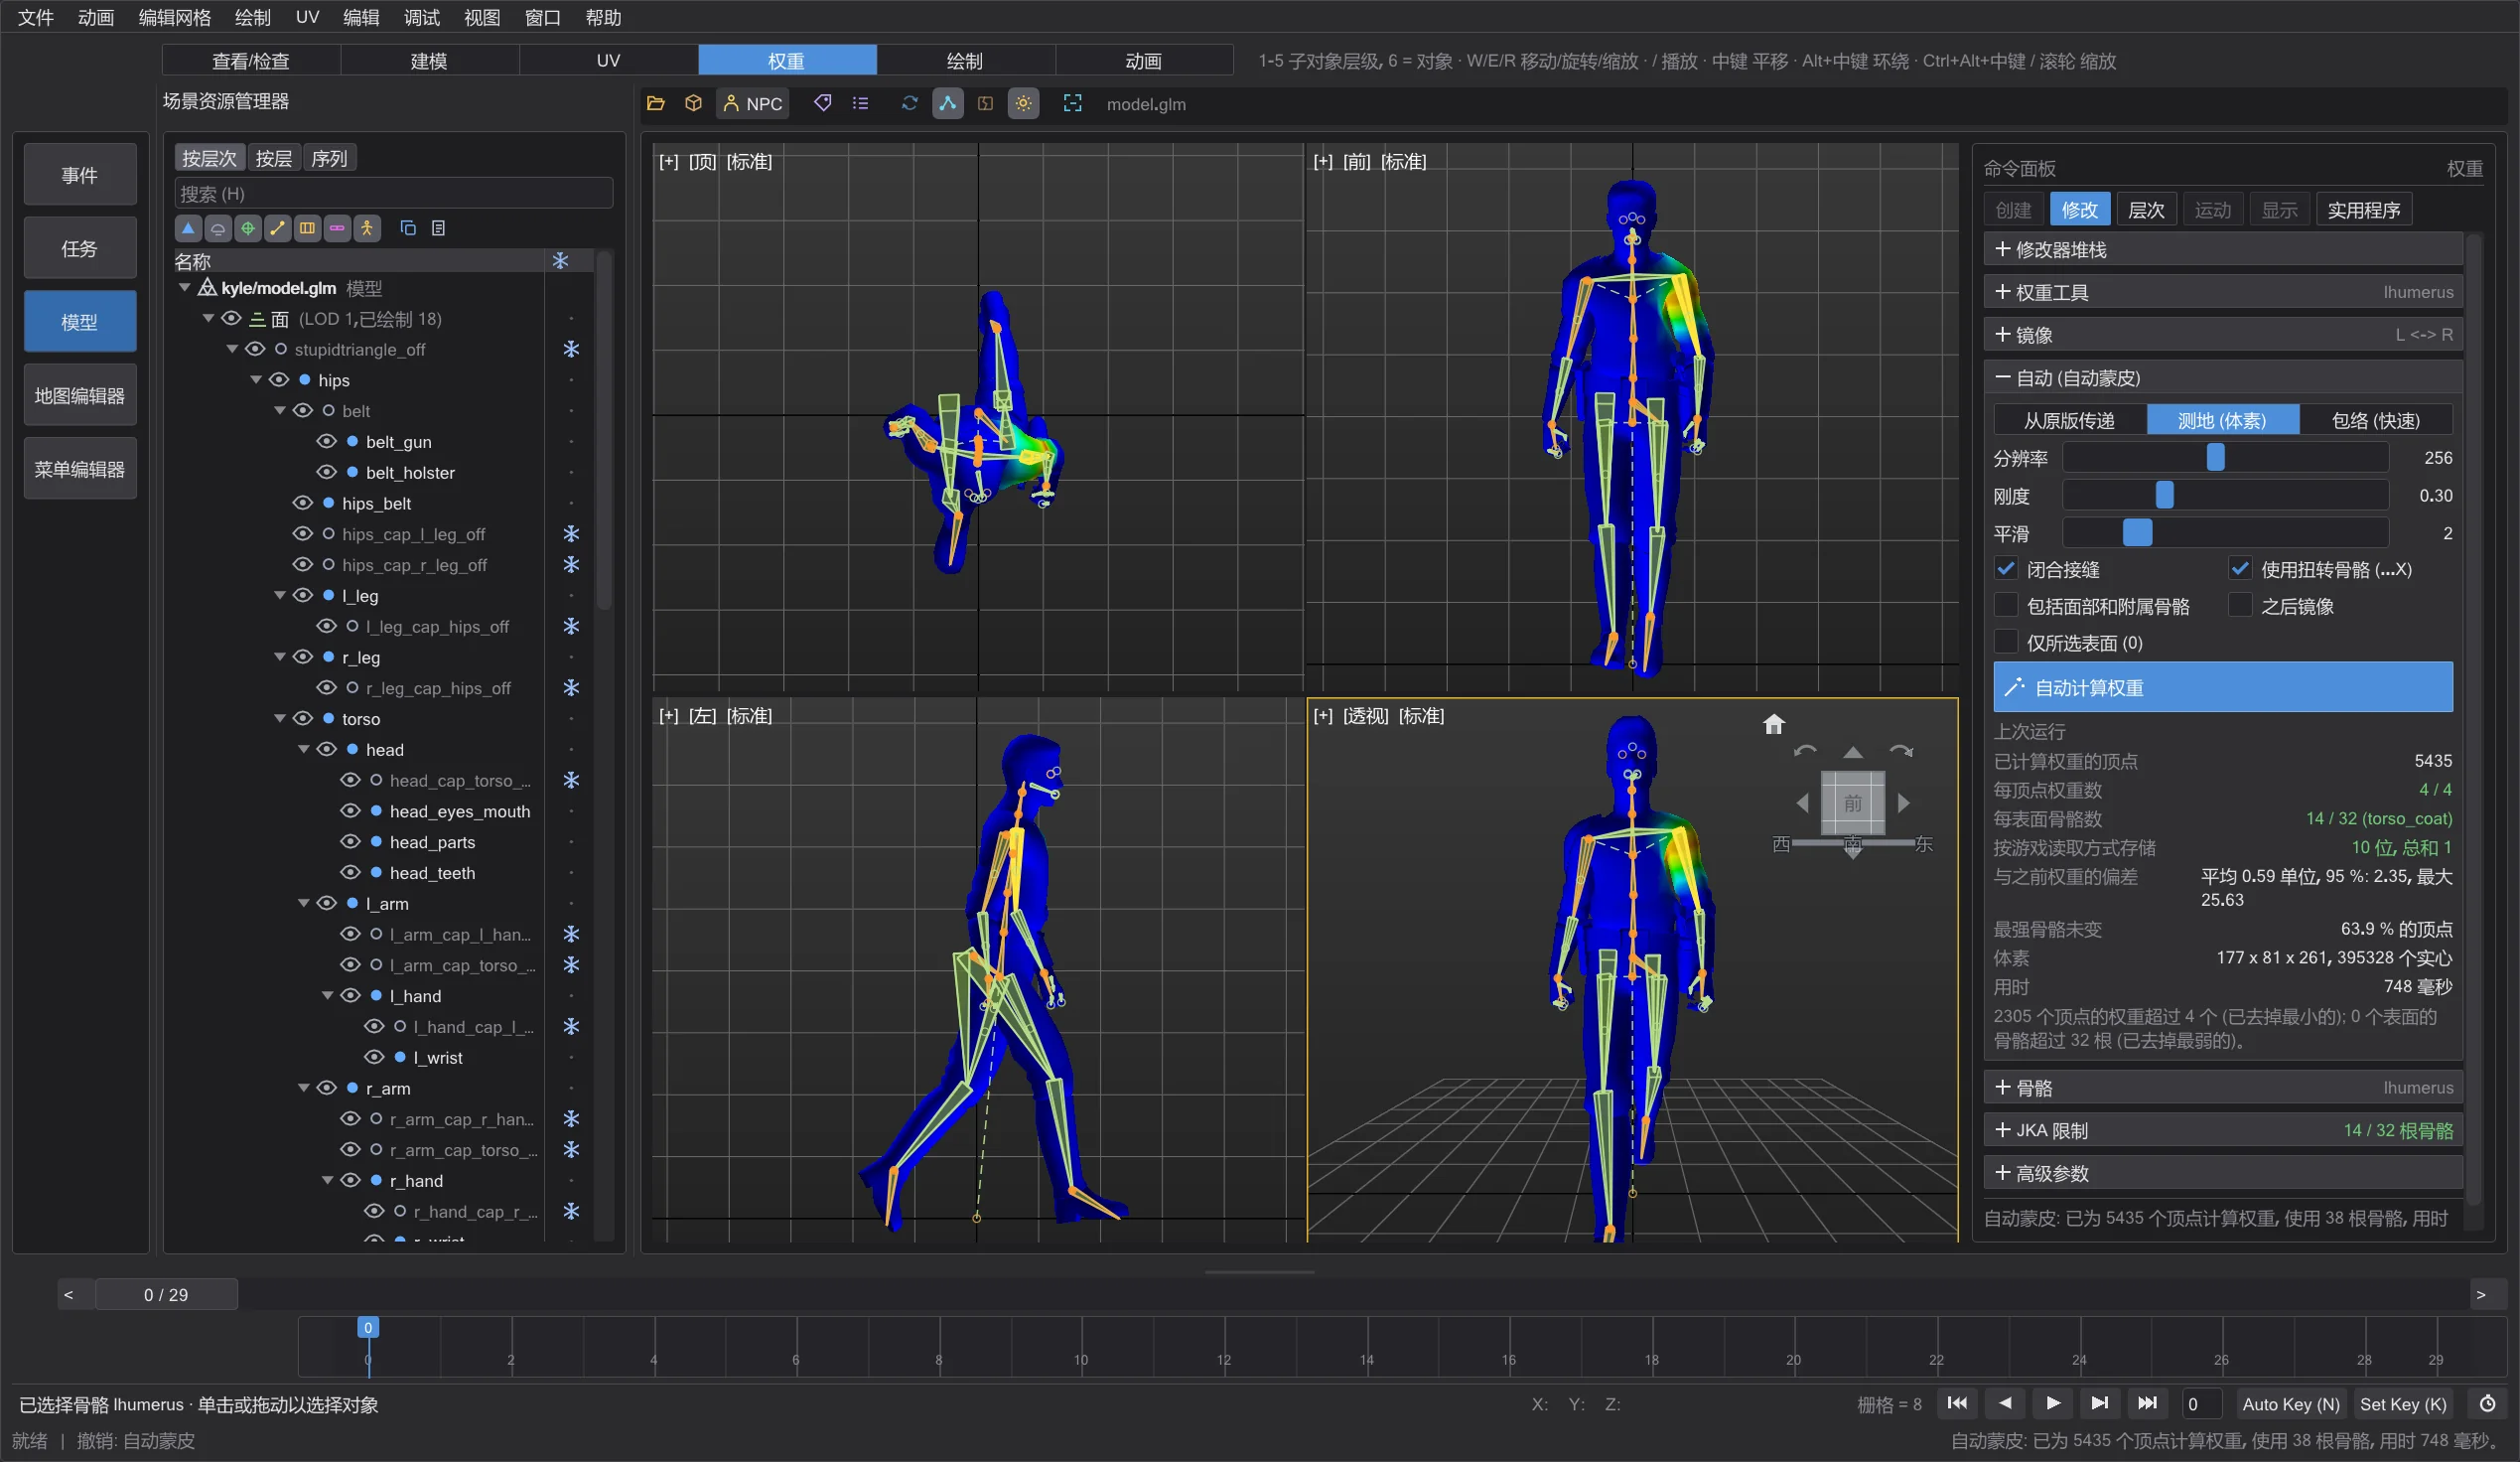 文件 动画 编辑网格 绘制 UV 编辑 调试 视图 窗口 帮助
查看/检查 建模 UV 权重 绘制 动画 1-5 子对象层级, 6 = 对象 · W/E/R 移动/旋转/缩放 · / 播放 · 中键 平移 · Alt+中键 环绕 · Ctrl+Alt+中键 / 滚轮 缩放
场景资源管理器
NPC model.glm
事件
任务
模型
地图编辑器
菜单编辑器
按层次 按层 序列
搜索 (H)
名称
kyle/model.glm 模型
面 (LOD 1,已绘制 18)
stupidtriangle_off
hips
belt
belt_gun
belt_holster
hips_belt
hips_cap_l_leg_off
hips_cap_r_leg_off
l_leg
l_leg_cap_hips_off
r_leg
r_leg_cap_hips_off
torso
head
head_cap_torso_...
head_eyes_mouth
head_parts
head_teeth
l_arm
l_arm_cap_l_han...
l_arm_cap_torso_...
l_hand
l_hand_cap_l_...
l_wrist
r_arm
r_arm_cap_r_han...
r_arm_cap_torso_...
r_hand
r_hand_cap_r_...
r_wrist
[+] [顶] [标准]
[+] [前] [标准]
[+] [左] [标准]
[+] [透视] [标准]
前
西 南 东
命令面板 权重
创建 修改 层次 运动 显示 实用程序
修改器堆栈
权重工具 lhumerus
镜像 L <-> R
自动 (自动蒙皮)
从原版传递 测地 (体素) 包络 (快速)
分辨率 256
刚度 0.30
平滑 2
闭合接缝 使用扭转骨骼 (...X)
包括面部和附属骨骼 之后镜像
仅所选表面 (0)
自动计算权重
上次运行
已计算权重的顶点 5435
每顶点权重数 4 / 4
每表面骨骼数 14 / 32 (torso_coat)
按游戏读取方式存储 10 位, 总和 1
与之前权重的偏差 平均 0.59 单位, 95 %: 2.35, 最大
25.63
最强骨骼未变 63.9 % 的顶点
体素 177 x 81 x 261, 395328 个实心
用时 748 毫秒
2305 个顶点的权重超过 4 个 (已去掉最小的); 0 个表面的
骨骼超过 32 根 (已去掉最弱的)。
骨骼 lhumerus
JKA 限制 14 / 32 根骨骼
高级参数
自动蒙皮: 已为 5435 个顶点计算权重, 使用 38 根骨骼, 用时
< 0 / 29 >
0
0 2 4 6 8 10 12 14 16 18 20 22 24 26 28 29
已选择骨骼 lhumerus · 单击或拖动以选择对象 X: Y: Z: 栅格 = 8 0 Auto Key (N) Set Key (K)
就绪 | 撤销: 自动蒙皮 自动蒙皮: 已为 5435 个顶点计算权重, 使用 38 根骨骼, 用时 748 毫秒。